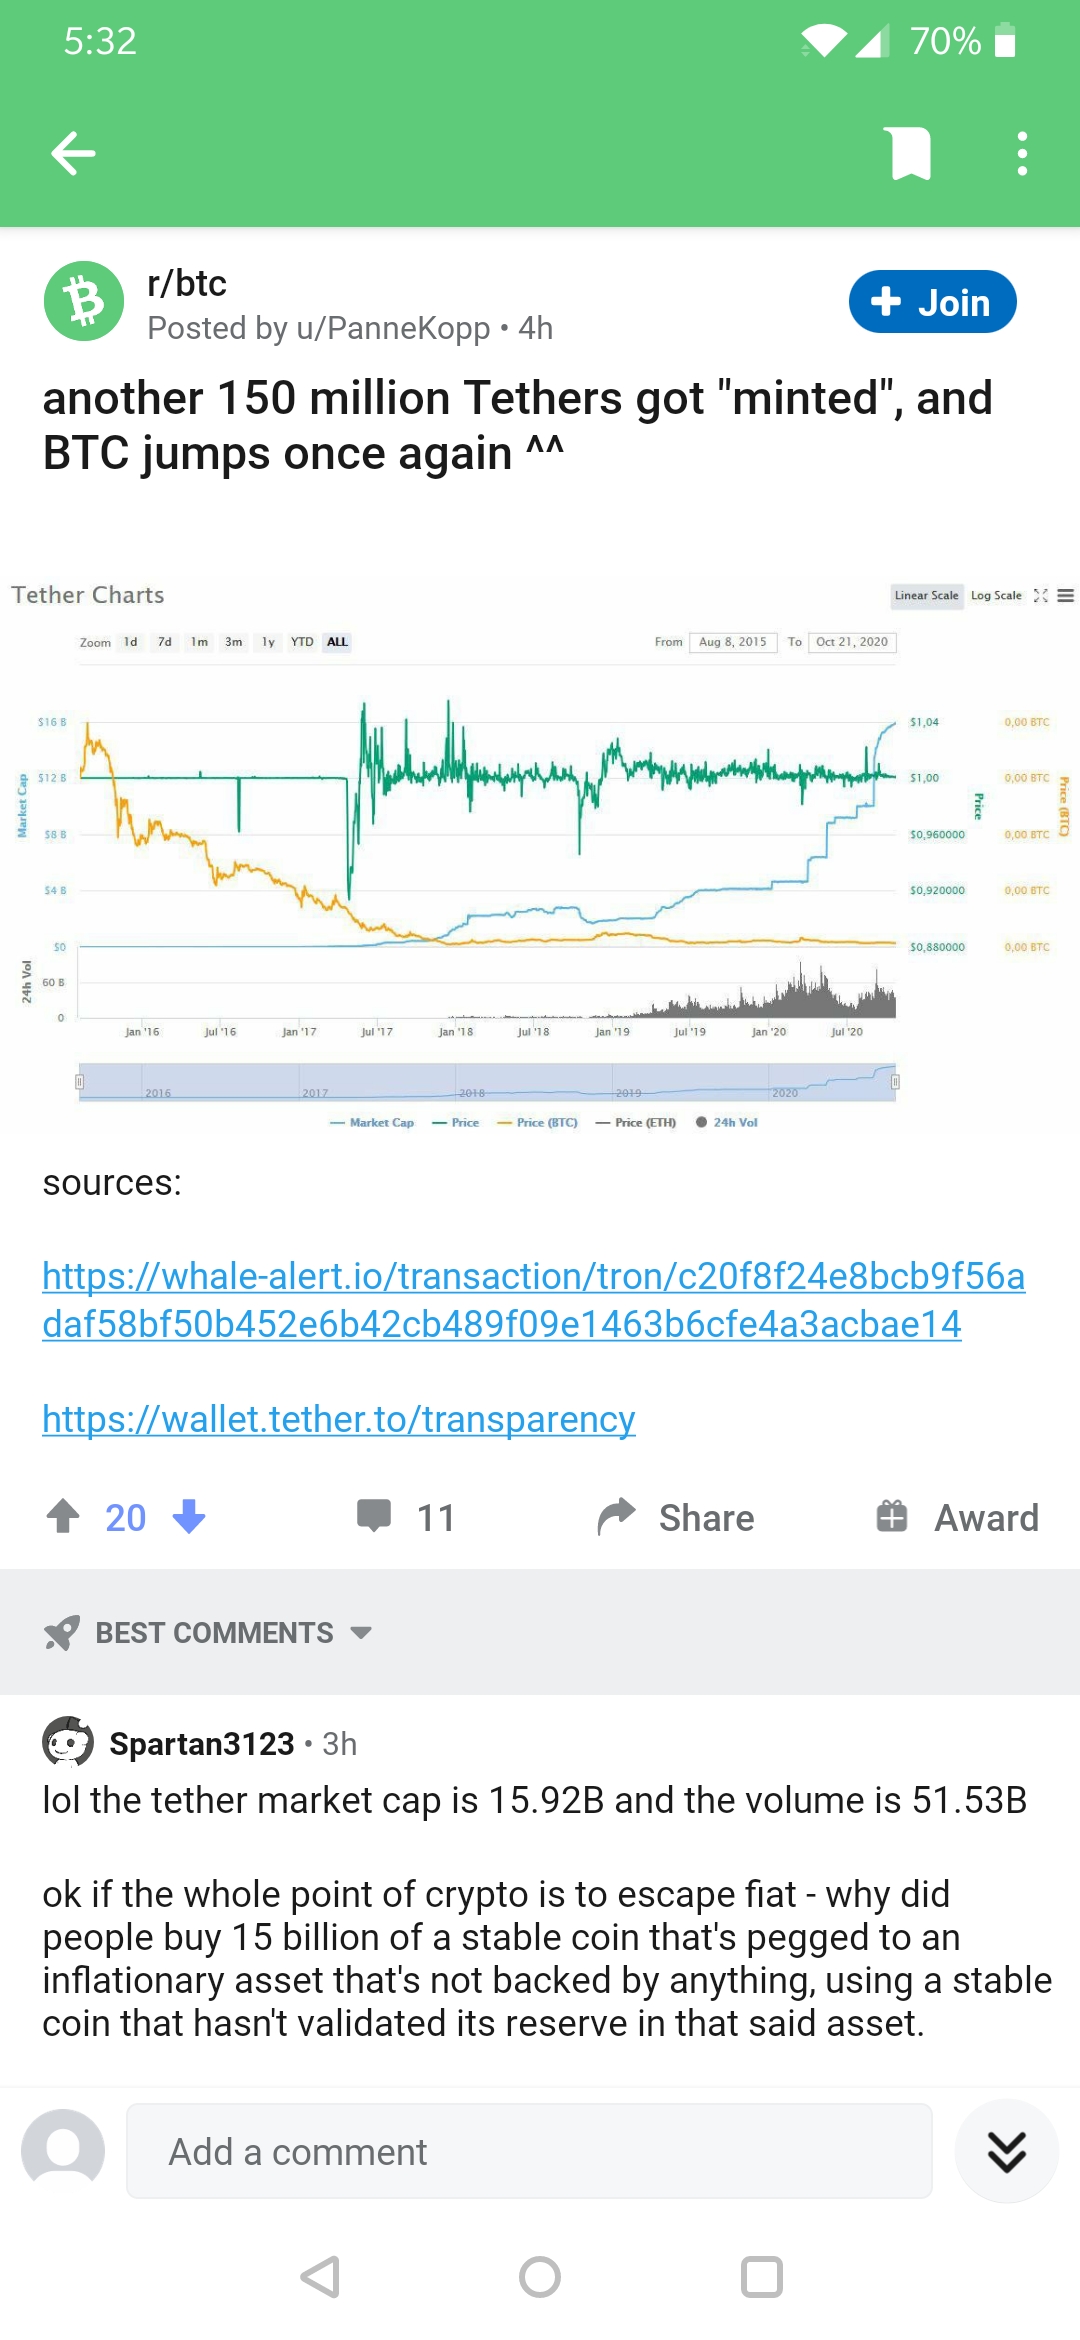 5:32
70%
r/btc
Posted by u/PanneKopp • 4h
Join
another 150 million Tethers got "minted", and
BTC jumps once again ^^
Tether Charts
Linear Scale Log Scale
Zoom 1d 7d 1m 3m 1y YTD ALL
From Aug 8, 2015 To Oct 21, 2020
$16 B $1,04 0,00 BTC
$12 B $1,00 0,00 BTC
$8 B $0,960000 0,00 BTC
$4 B $0,920000 0,00 BTC
$0 $0,880000 0,00 BTC
Market Cap
Price
Price (BTC)
24h Vol
60 B
0
Jan '16 Jul '16 Jan '17 Jul '17 Jan '18 Jul '18 Jan '19 Jul '19 Jan '20 Jul '20
2016 2017 2018 2019 2020
Market Cap Price Price (BTC) Price (ETH) 24h Vol
sources:
https://whale-alert.io/transaction/tron/c20f8f24e8bcb9f56a
daf58bf50b452e6b42cb489f09e1463b6cfe4a3acbae14
https://wallet.tether.to/transparency
20 11 Share Award
BEST COMMENTS
Spartan3123 • 3h
lol the tether market cap is 15.92B and the volume is 51.53B
ok if the whole point of crypto is to escape fiat - why did
people buy 15 billion of a stable coin that's pegged to an
inflationary asset that's not backed by anything, using a stable
coin that hasn't validated its reserve in that said asset.
Add a comment